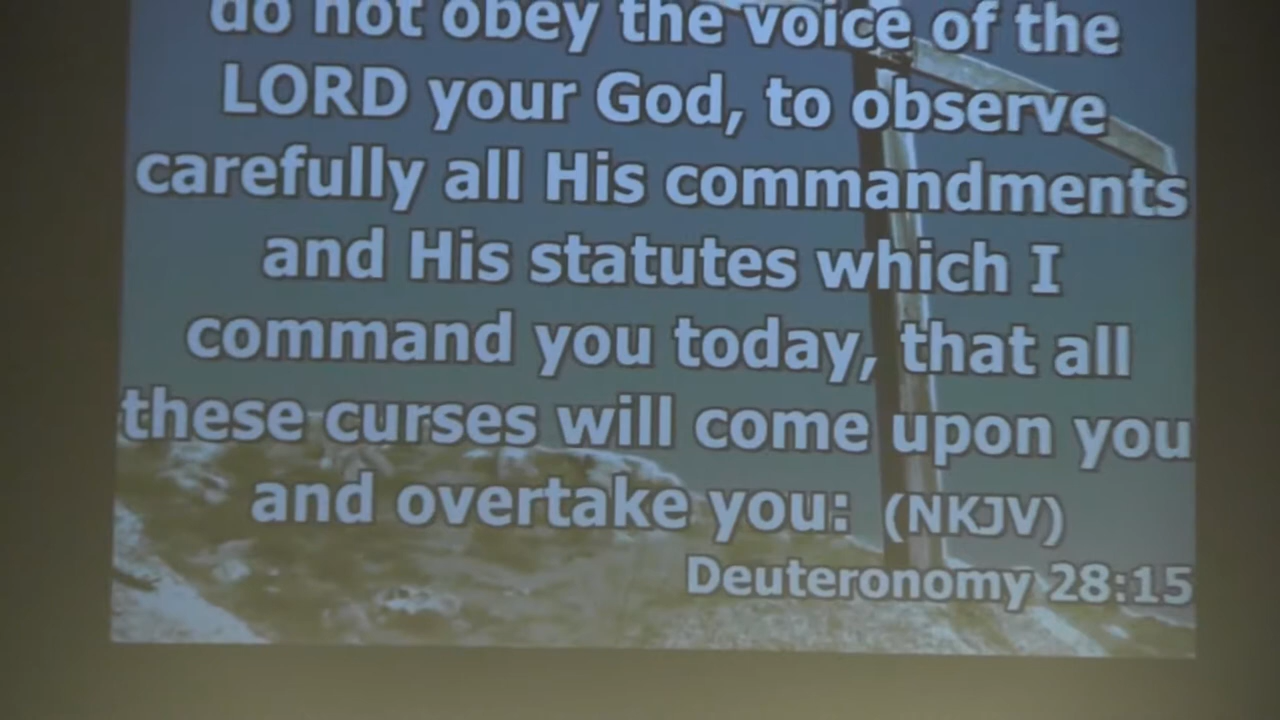 do not obey the voice of the
LORD your God, to observe
carefully all His commandments
and His statutes which I
command you today, that all
these curses will come upon you
and overtake you: (NKJV)
Deuteronomy 28:15